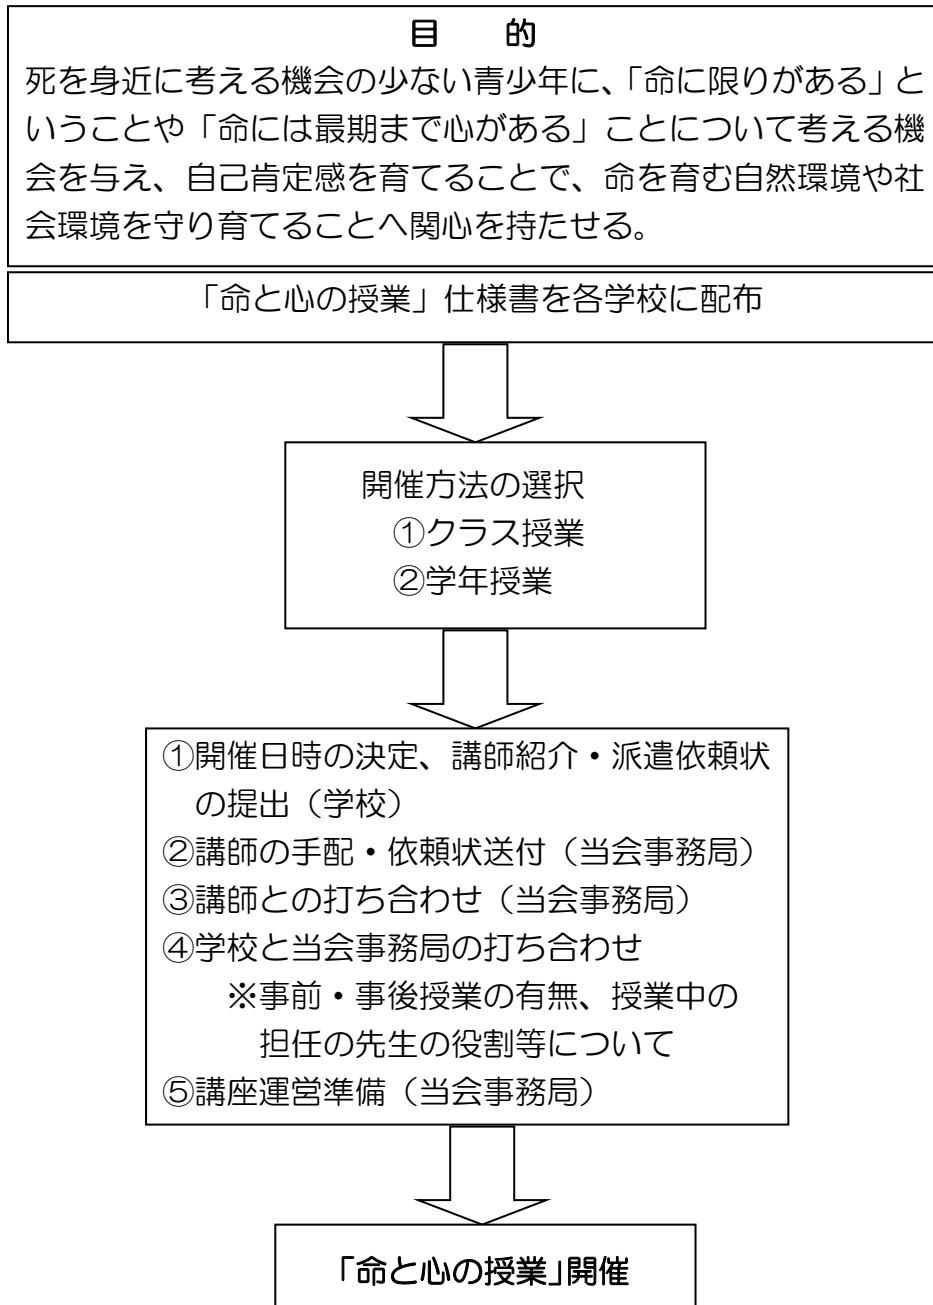 目　的
死を身近に考える機会の少ない青少年に、「命に限りがある」と
いうことや「命には最期まで心がある」ことについて考える機
会を与え、自己肯定感を育てることで、命を育む自然環境や社
会環境を守り育てることへ関心を持たせる。
「命と心の授業」仕様書を各学校に配布
開催方法の選択
①クラス授業
②学年授業
①開催日時の決定、講師紹介・派遣依頼状
の提出（学校）
②講師の手配・依頼状送付（当会事務局）
③講師との打ち合わせ（当会事務局）
④学校と当会事務局の打ち合わせ
※事前・事後授業の有無、授業中の
担任の先生の役割等について
⑤講座運営準備（当会事務局）
「命と心の授業」開催